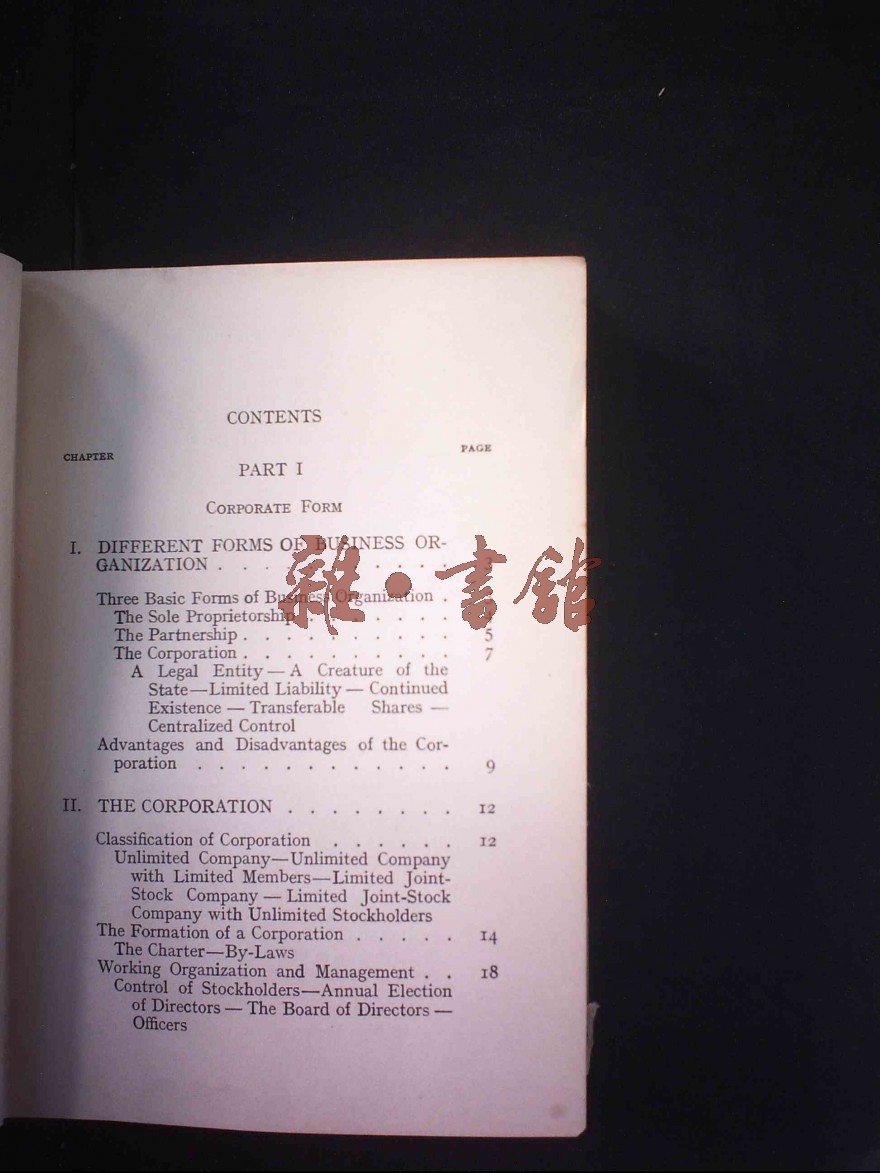 CONTENTS
CHAPTER PAGE
PART I
CORPORATE FORM
I. DIFFERENT FORMS OF BUSINESS OR-
GANIZATION . . . . . . . . . . . 3
Three Basic Forms of Business Organization .
The Sole Proprietorship . . . . . . . .
The Partnership . . . . . . . . . . 5
The Corporation . . . . . . . . . . 7
A Legal Entity — A Creature of the
State—Limited Liability — Continued
Existence — Transferable Shares —
Centralized Control
Advantages and Disadvantages of the Cor-
poration . . . . . . . . . . . 9
II. THE CORPORATION . . . . . . . 12
Classification of Corporation . . . . . . 12
Unlimited Company—Unlimited Company
with Limited Members—Limited Joint-
Stock Company — Limited Joint-Stock
Company with Unlimited Stockholders
The Formation of a Corporation . . . . . 14
The Charter—By-Laws
Working Organization and Management . . 18
Control of Stockholders—Annual Election
of Directors — The Board of Directors —
Officers
雜•書館